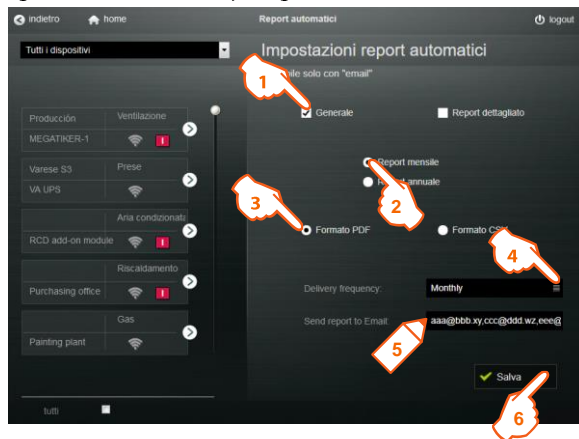 indietro home Report automatici logout
Tutti i dispositivi
Impostazioni report automatici
solo con "email"
1
Generale Report dettagliato
Producción Ventilazione
MEGATIKER-1 I
Report mensile
annuale
2
Varese S3 Prese
VA UPS
3
Formato PDF Formato
4
Aria condizionata
RCD add-on module I
Riscaldamento
Purchasing office I
Delivery frequency: Monthly
Send report to Email: aaa@bbb.xy,ccc@ddd.wz,eee@
5
Gas
Painting plant
Salva
6
tutti